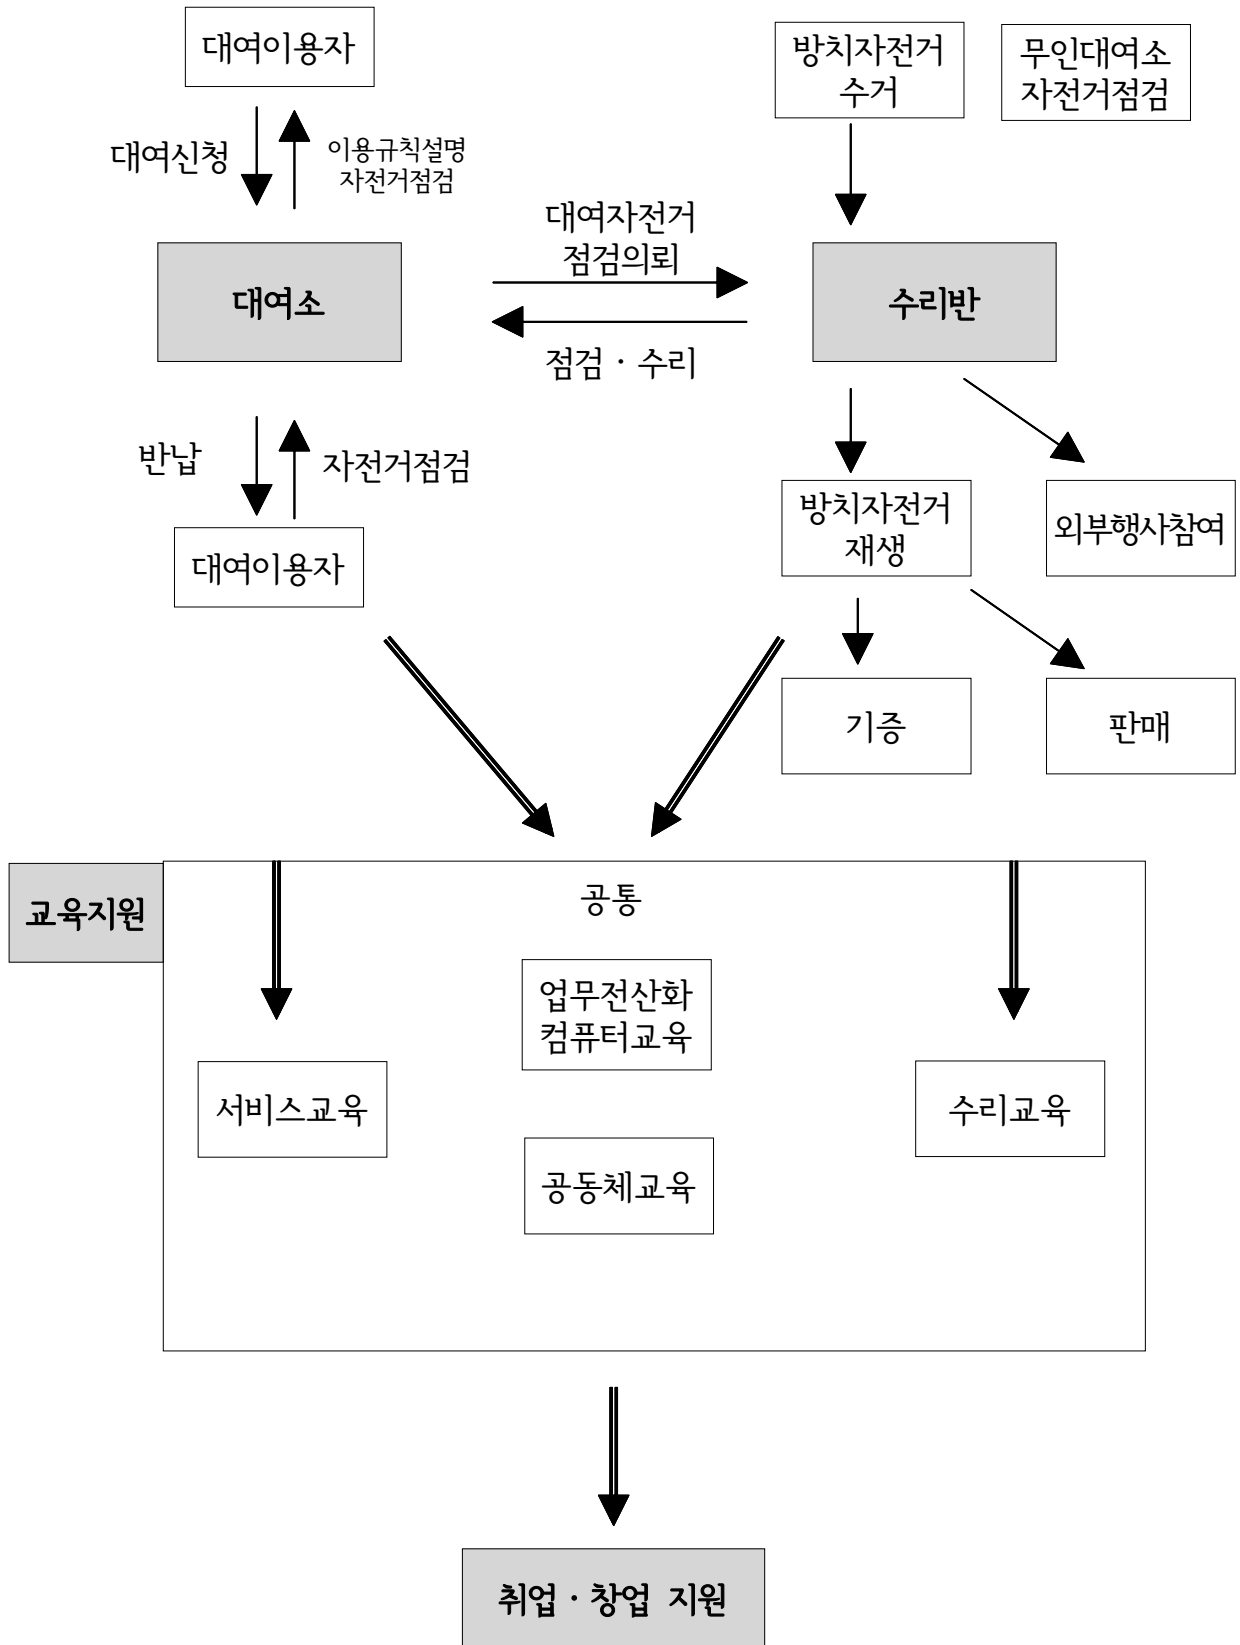 대여이용자
방치자전거
수거
무인대여소
자전거점검
대여신청
이용규칙설명
자전거점검
대여자전거
점검의뢰
대여소
수리반
점검 · 수리
반납
자전거점검
대여이용자
방치자전거
재생
외부행사참여
기증
판매
교육지원
공통
업무전산화
컴퓨터교육
서비스교육
수리교육
공동체교육
취업 · 창업 지원